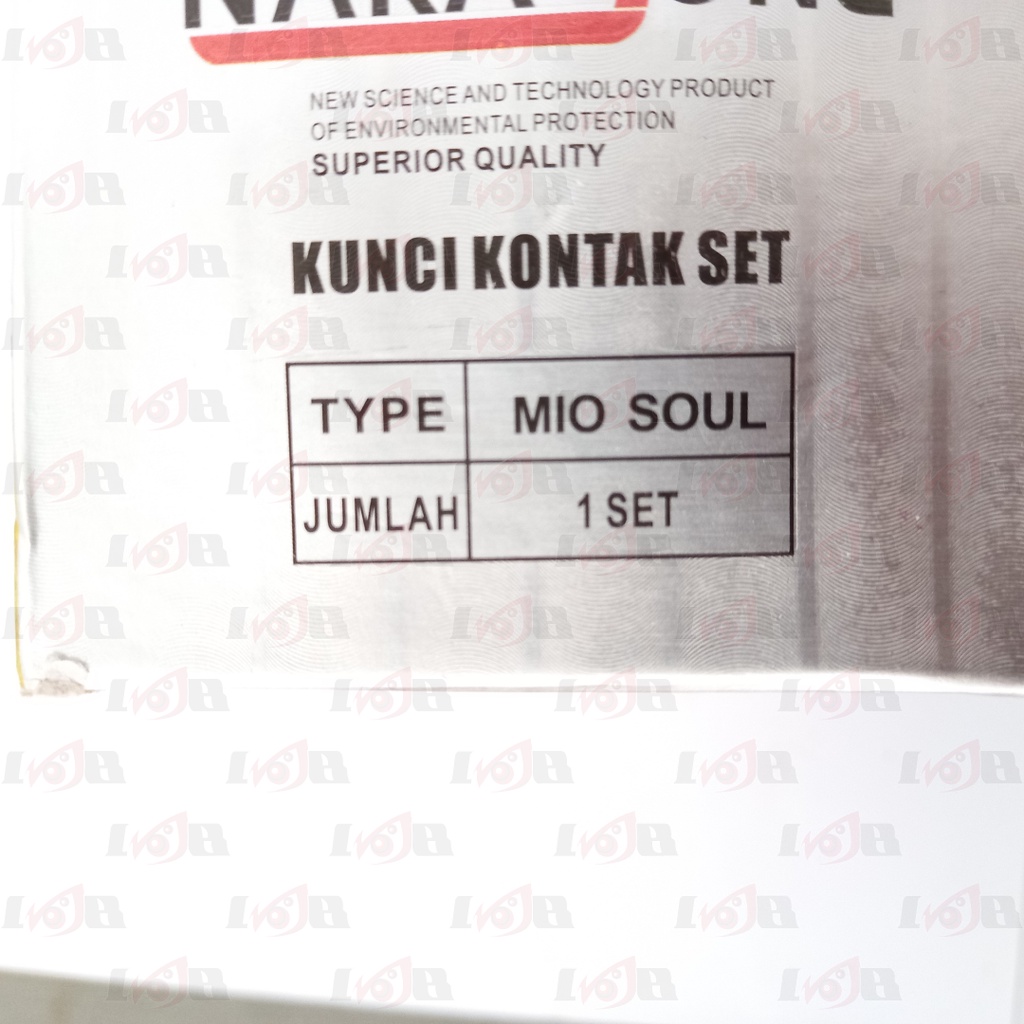 NEW SCIENCE AND TECHNOLOGY PRODUCT
OF ENVIRONMENTAL PROTECTION
SUPERIOR QUALITY
KUNCI KONTAK SET
TYPE MIO SOUL
JUMLAH 1 SET